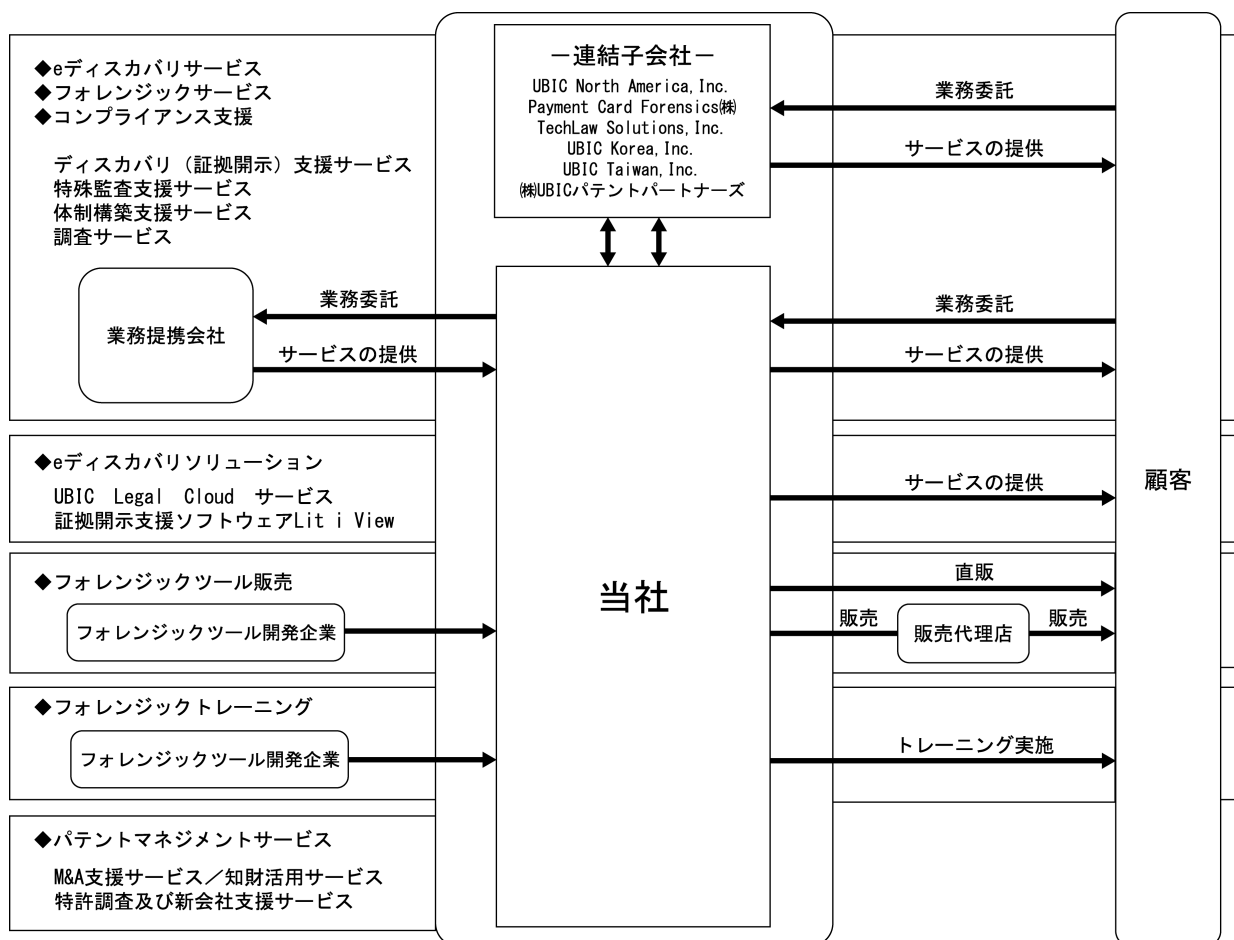 －連結子会社－
UBIC North America, Inc.
Payment Card Forensics㈱
TechLaw Solutions, Inc.
UBIC Korea, Inc.
UBIC Taiwan, Inc.
㈱UBICパテントパートナーズ
◆eディスカバリサービス
◆フォレンジックサービス
◆コンプライアンス支援
ディスカバリ（証拠開示）支援サービス
特殊監査支援サービス
体制構築支援サービス
調査サービス
業務委託
サービスの提供
業務提携会社
業務委託
サービスの提供
業務委託
サービスの提供
◆eディスカバリソリューション
UBIC Legal Cloud サービス
証拠開示支援ソフトウェアLit i View
サービスの提供
顧客
当社
◆フォレンジックツール販売
フォレンジックツール開発企業
直販
販売
販売代理店
販売
◆フォレンジックトレーニング
フォレンジックツール開発企業
トレーニング実施
◆パテントマネジメントサービス
M&A支援サービス／知財活用サービス
特許調査及び新会社支援サービス